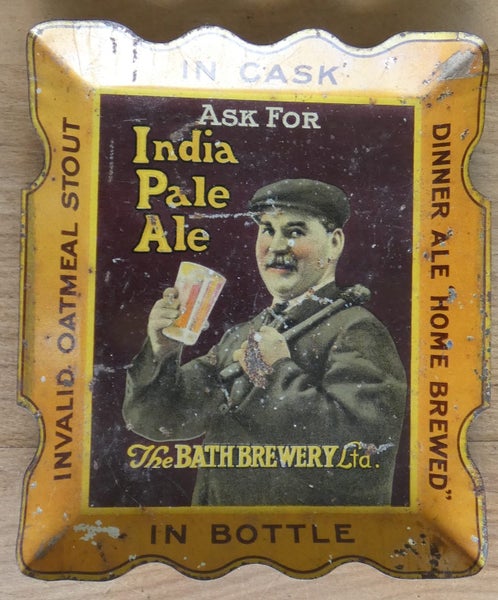 IN CASK
ASK FOR
India
Pale
Ale
INVALID OATMEAL STOUT
DINNER ALE "HOME BREWED"
The BATH BREWERY Ltd.
IN BOTTLE